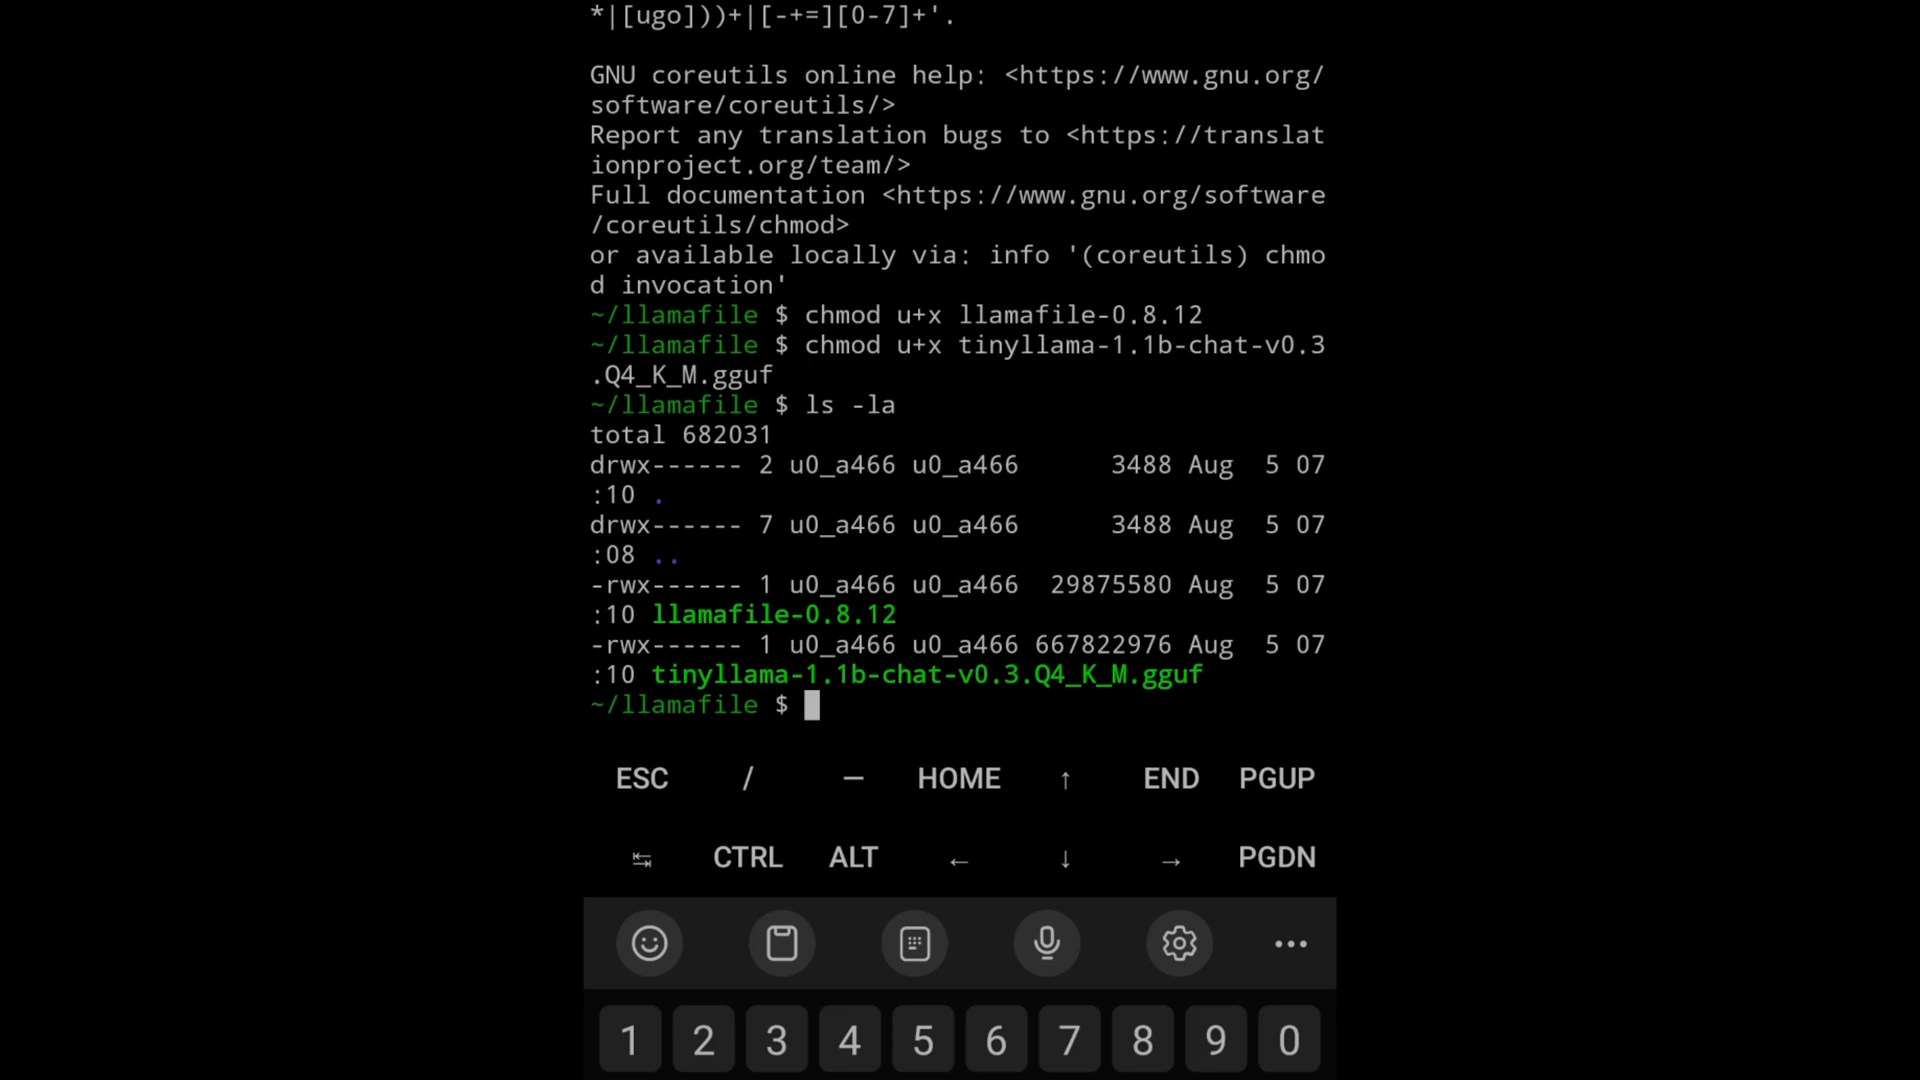 *|[ugo]))+|[-+=][0-7]+'.
GNU coreutils online help: <https://www.gnu.org/
software/coreutils/>
Report any translation bugs to <https://translat
ionproject.org/team/>
Full documentation <https://www.gnu.org/software
/coreutils/chmod>
or available locally via: info '(coreutils) chmo
d invocation'
~/llamafile $ chmod u+x llamafile-0.8.12
~/llamafile $ chmod u+x tinyllama-1.1b-chat-v0.3
.Q4_K_M.gguf
~/llamafile $ ls -la
total 682031
drwx------ 2 u0_a466 u0_a466      3488 Aug  5 07
:10 .
drwx------ 7 u0_a466 u0_a466      3488 Aug  5 07
:08 ..
-rwx------ 1 u0_a466 u0_a466  29875580 Aug  5 07
:10 llamafile-0.8.12
-rwx------ 1 u0_a466 u0_a466 667822976 Aug  5 07
:10 tinyllama-1.1b-chat-v0.3.Q4_K_M.gguf
~/llamafile $
ESC / — HOME ↑ END PGUP
↹ CTRL ALT ← ↓ → PGDN
1 2 3 4 5 6 7 8 9 0